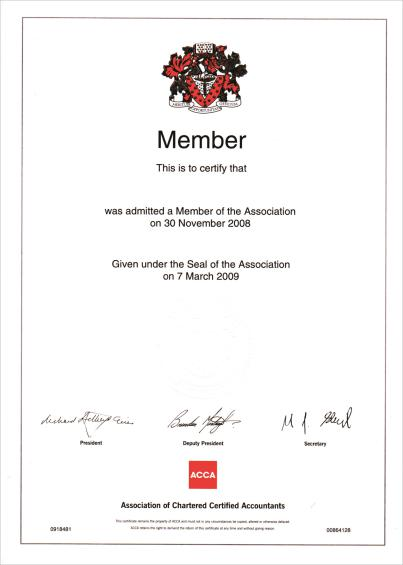 Member
This is to certify that
was admitted a Member of the Association
on 30 November 2008
Given under the Seal of the Association
on 7 March 2009
President
Deputy President
Secretary
ACCA
Association of Chartered Certified Accountants
This certificate remains the property of ACCA and must not in any circumstances be copied, altered or otherwise defaced.
ACCA retains the right to demand the return of this certificate at any time and without giving reason.
0918481
00864128